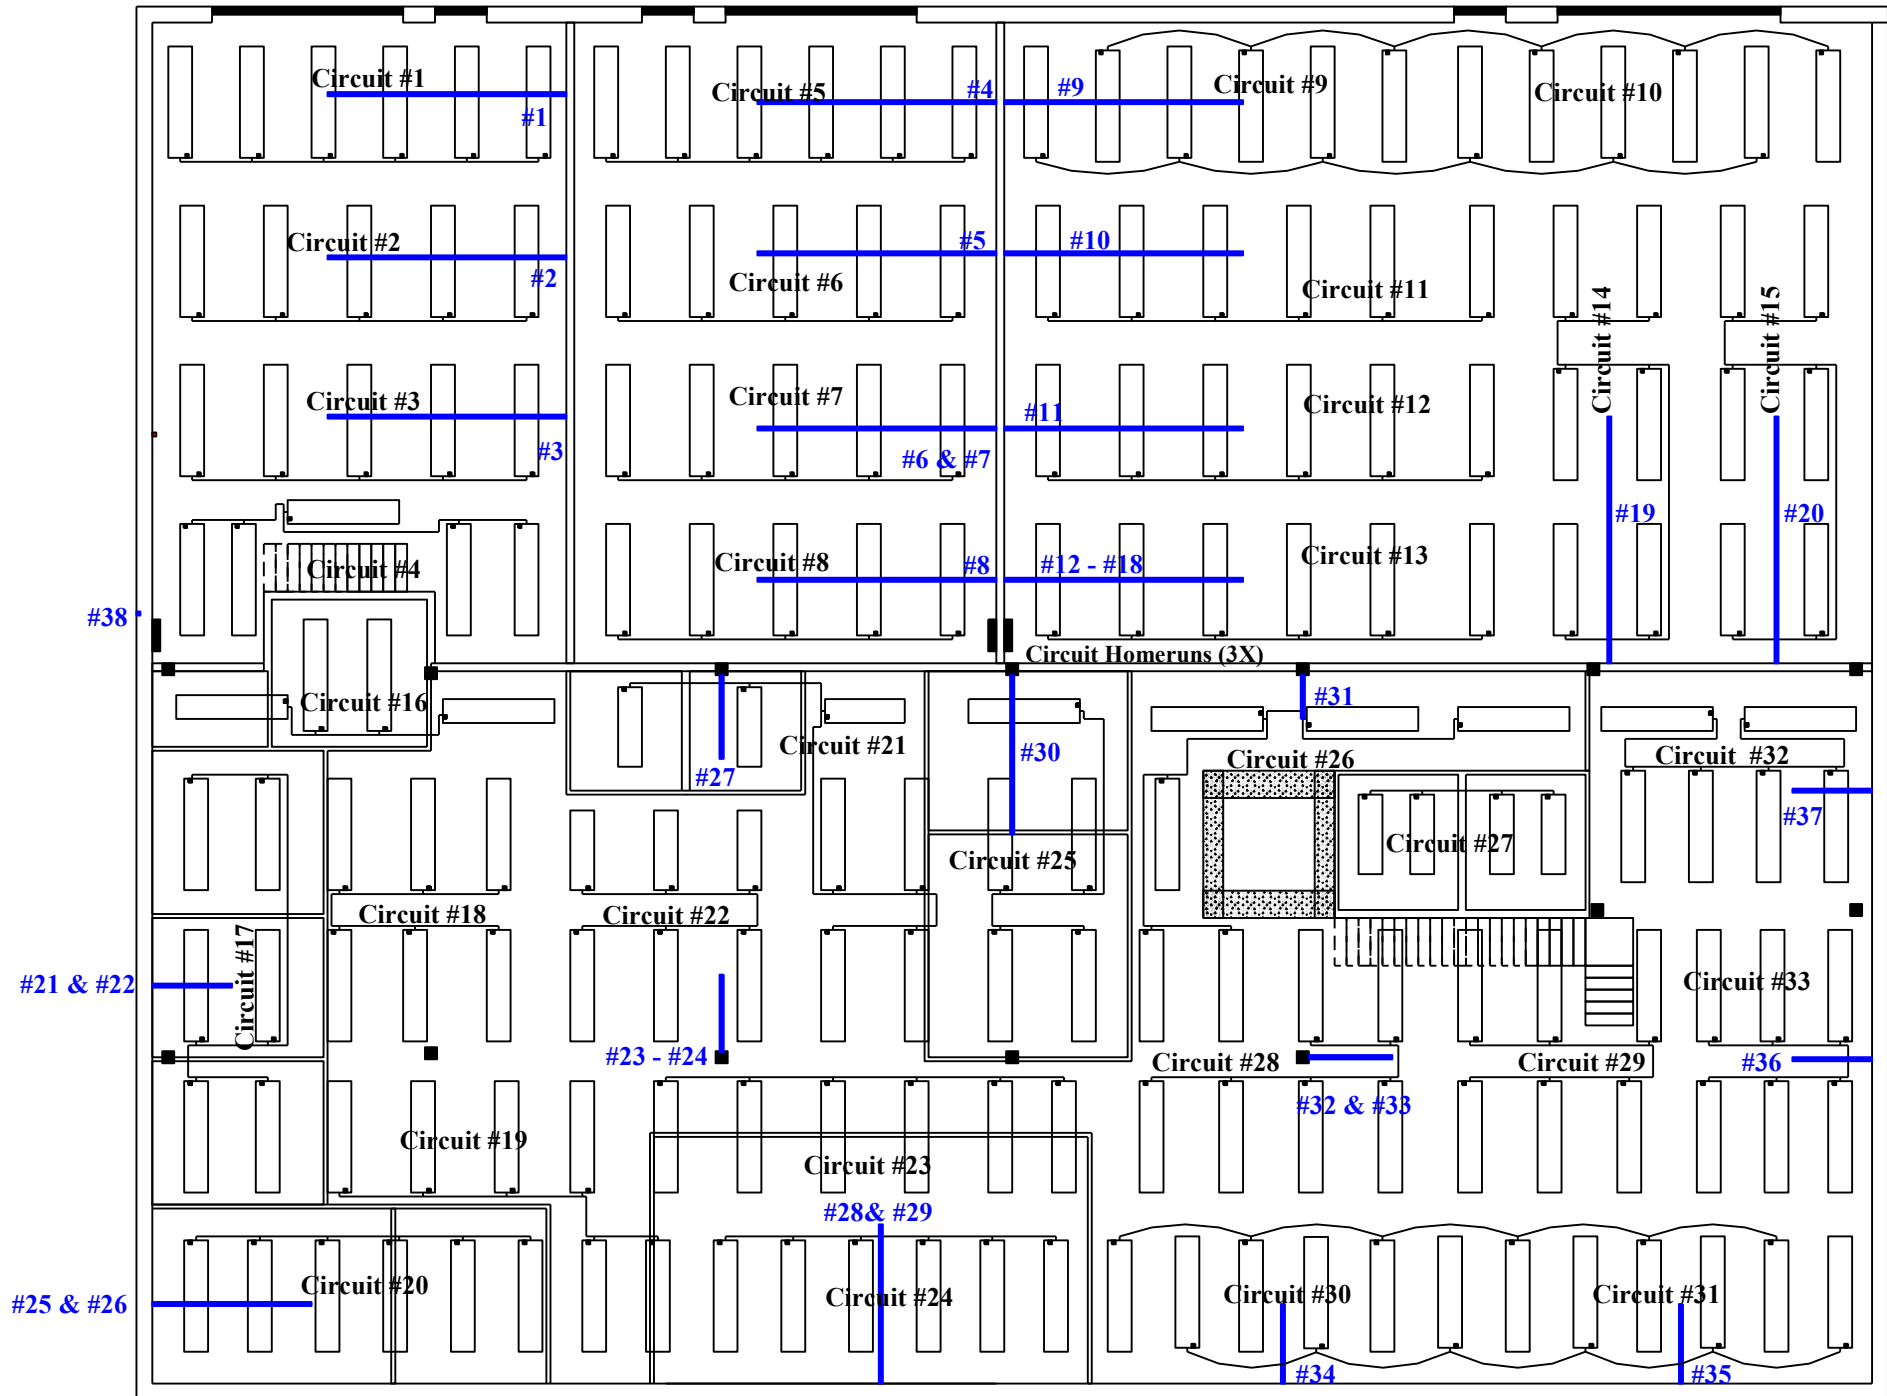 Circuit #1
#1
Circuit #5
#4
#9
Circuit #9
Circuit #10
Circuit #2
#2
#5
Circuit #6
#10
Circuit #11
Circuit #14
Circuit #15
Circuit #3
#3
Circuit #7
#6 & #7
#11
Circuit #12
#19
#20
Circuit #4
Circuit #8
#8
#12 - #18
Circuit #13
#38
Circuit Homeruns (3X)
Circuit #16
Circuit #21
#27
#30
#31
Circuit #26
Circuit #32
#37
Circuit #27
Circuit #25
Circuit #18
Circuit #22
Circuit #17
#21 & #22
Circuit #33
#23 - #24
Circuit #28
Circuit #29
#36
#32 & #33
Circuit #19
Circuit #23
#28& #29
Circuit #20
#25 & #26
Circuit #24
Circuit #30
Circuit #31
#34
#35